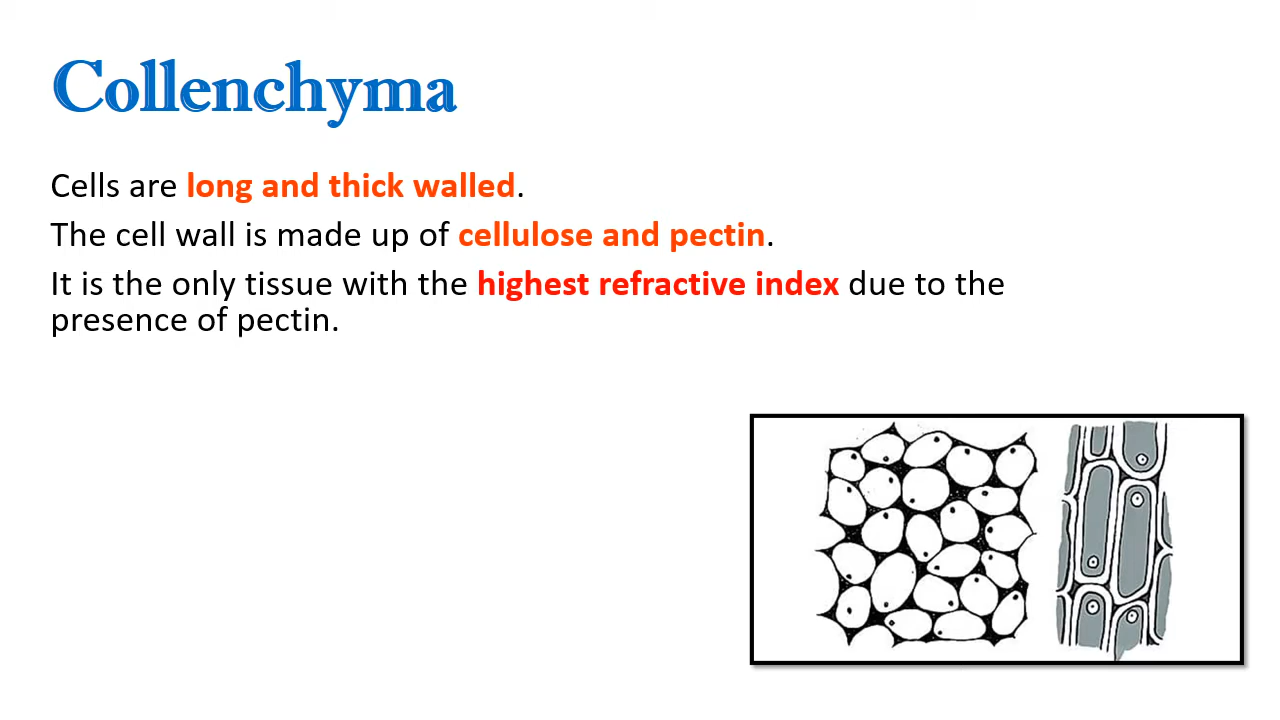 Collenchyma
Cells are long and thick walled.
The cell wall is made up of cellulose and pectin.
It is the only tissue with the highest refractive index due to the
presence of pectin.